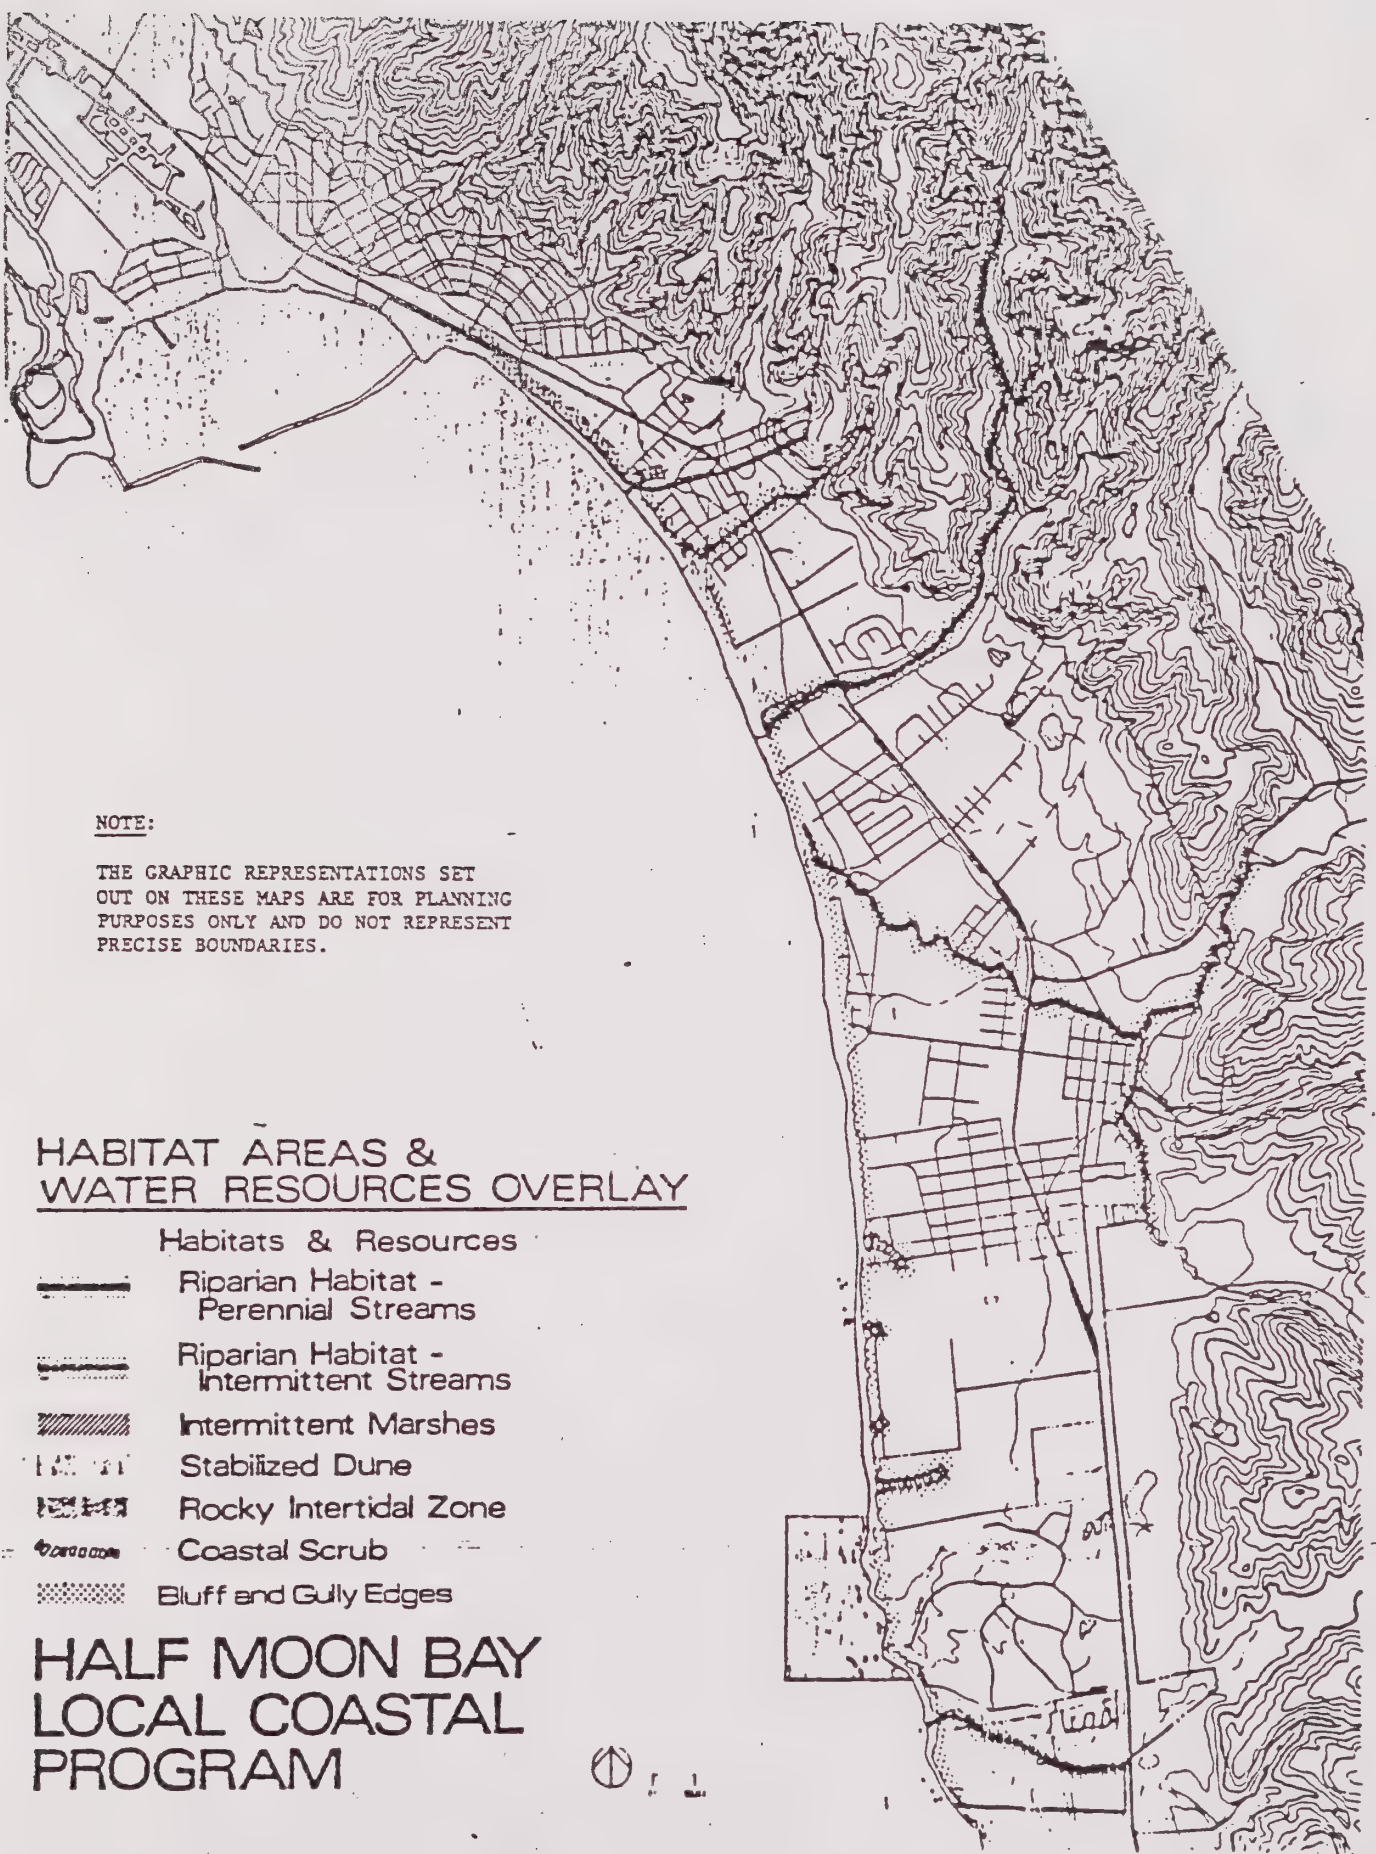 NOTE:
THE GRAPHIC REPRESENTATIONS SET
OUT ON THESE MAPS ARE FOR PLANNING
PURPOSES ONLY AND DO NOT REPRESENT
PRECISE BOUNDARIES.
HABITAT AREAS &
WATER RESOURCES OVERLAY
Habitats & Resources
Riparian Habitat -
Perennial Streams
Riparian Habitat -
Intermittent Streams
Intermittent Marshes
Stabilized Dune
Rocky Intertidal Zone
Coastal Scrub
Bluff and Gully Edges
HALF MOON BAY
LOCAL COASTAL
PROGRAM